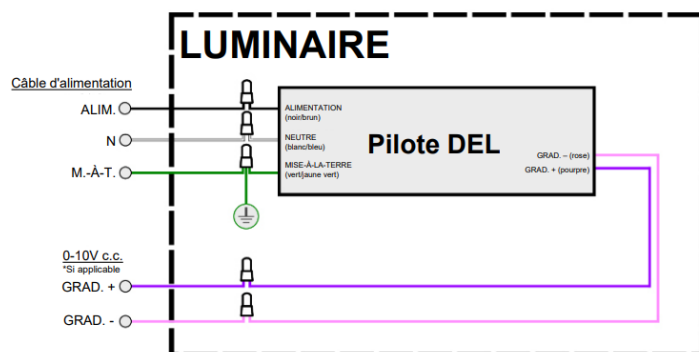 LUMINAIRE
Câble d'alimentation
ALIM.
N
M.-À-T.
ALIMENTATION
(noir/brun)
NEUTRE
(blanc/bleu)
MISE-À-LA-TERRE
(vert/jaune vert)
Pilote DEL
GRAD. – (rose)
GRAD. + (pourpre)
0-10V c.c.
*Si applicable
GRAD. +
GRAD. -